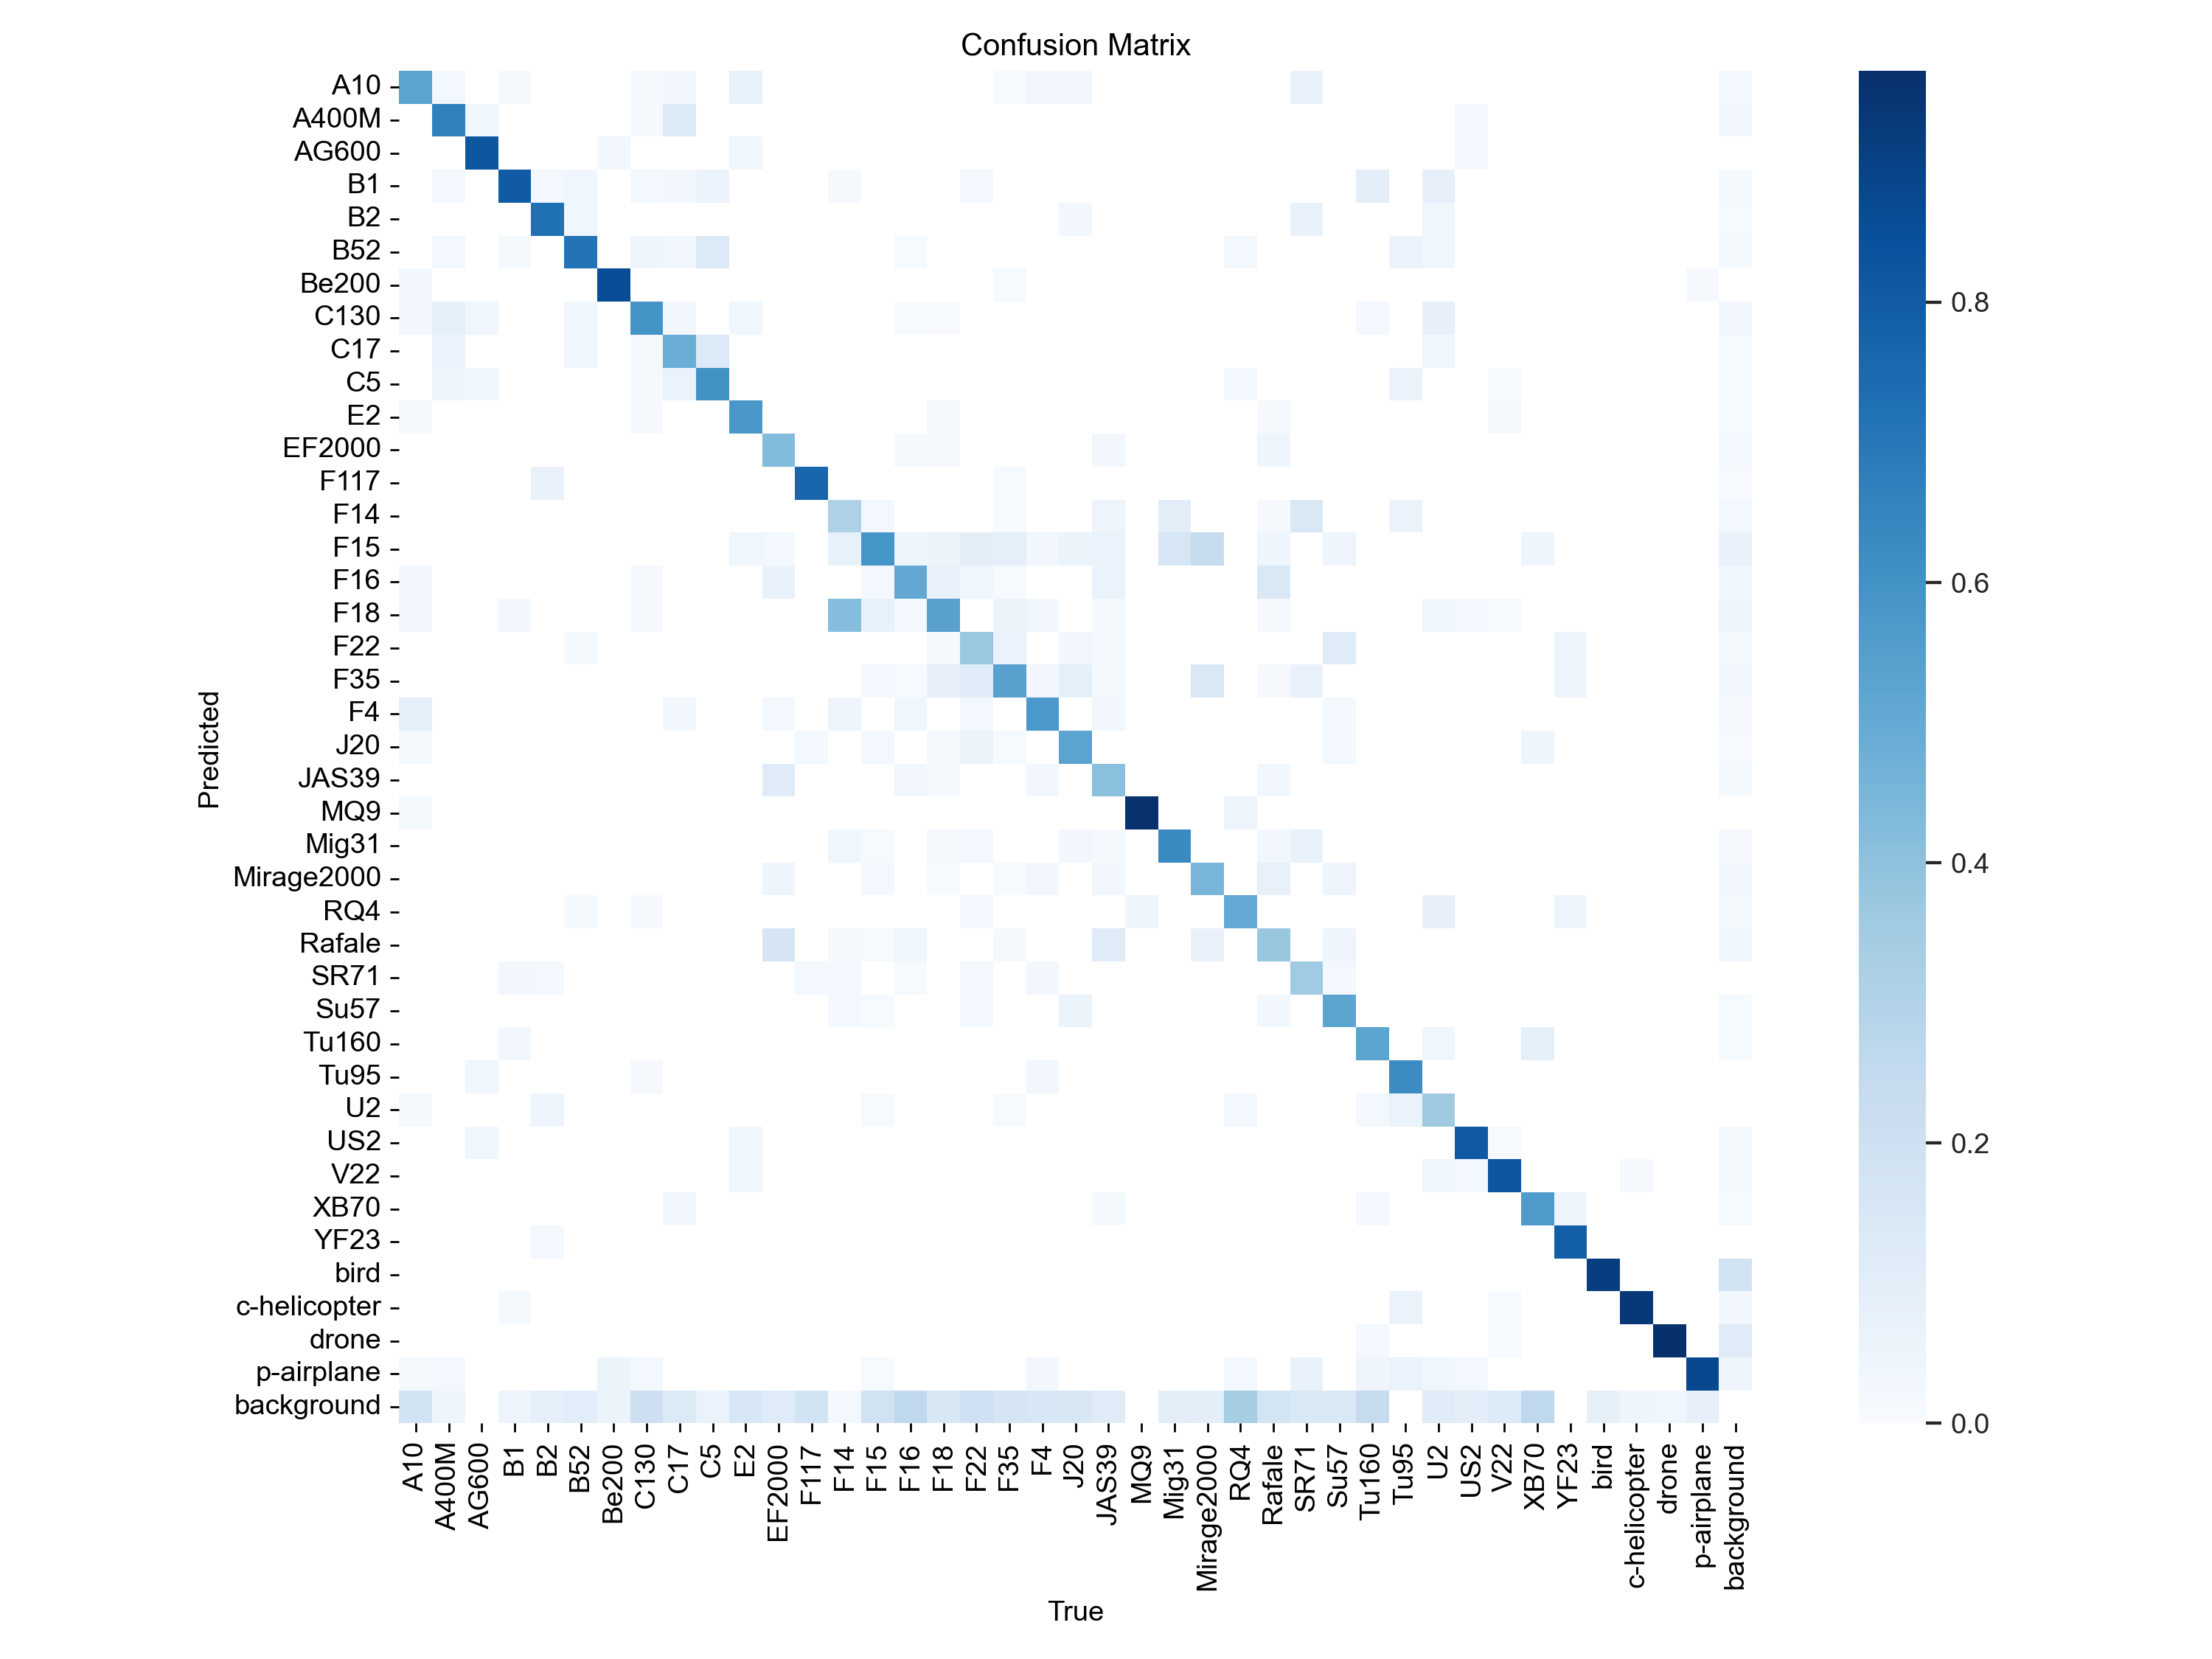 Confusion Matrix
A10
A400M
AG600
B1
B2
B52
Be200
C130
C17
C5
E2
EF2000
F117
F14
F15
F16
F18
F22
F35
F4
J20
JAS39
MQ9
Mig31
Mirage2000
RQ4
Rafale
SR71
Su57
Tu160
Tu95
U2
US2
V22
XB70
YF23
bird
c-helicopter
drone
p-airplane
background
Predicted
A10
A400M
AG600
B1
B2
B52
Be200
C130
C17
C5
E2
EF2000
F117
F14
F15
F16
F18
F22
F35
F4
J20
JAS39
MQ9
Mig31
Mirage2000
RQ4
Rafale
SR71
Su57
Tu160
Tu95
U2
US2
V22
XB70
YF23
bird
c-helicopter
drone
p-airplane
background
True
0.8
0.6
0.4
0.2
0.0